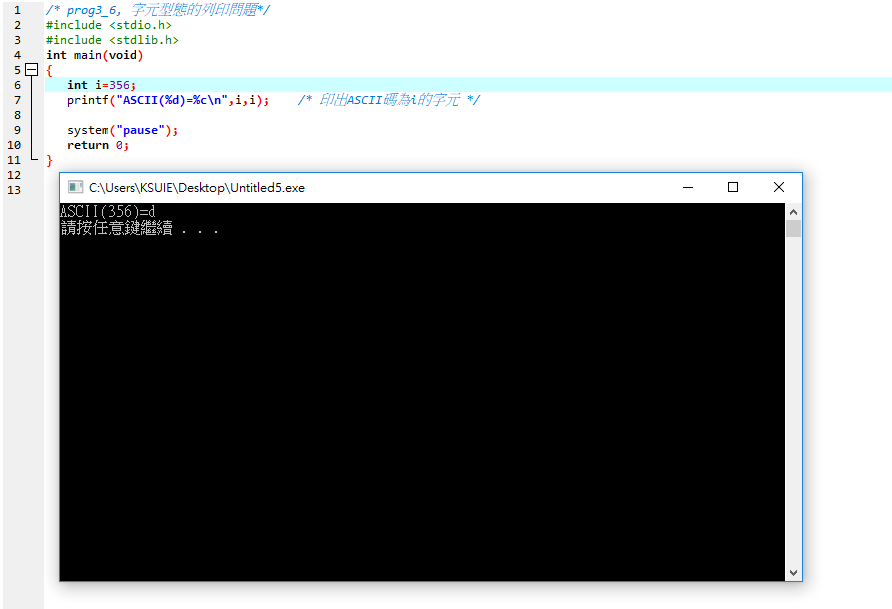 1 /* prog3_6, 字元型態的列印問題*/
2 #include <stdio.h>
3 #include <stdlib.h>
4 int main(void)
5 {
6 int i=356;
7 printf("ASCII(%d)=%c\n",i,i); /* 印出ASCII碼為i的字元 */
8
9 system("pause");
10 return 0;
11 }
12
13
C:\Users\KSUIE\Desktop\Untitled5.exe
ASCII(356)=d
請按任意鍵繼續 . . .